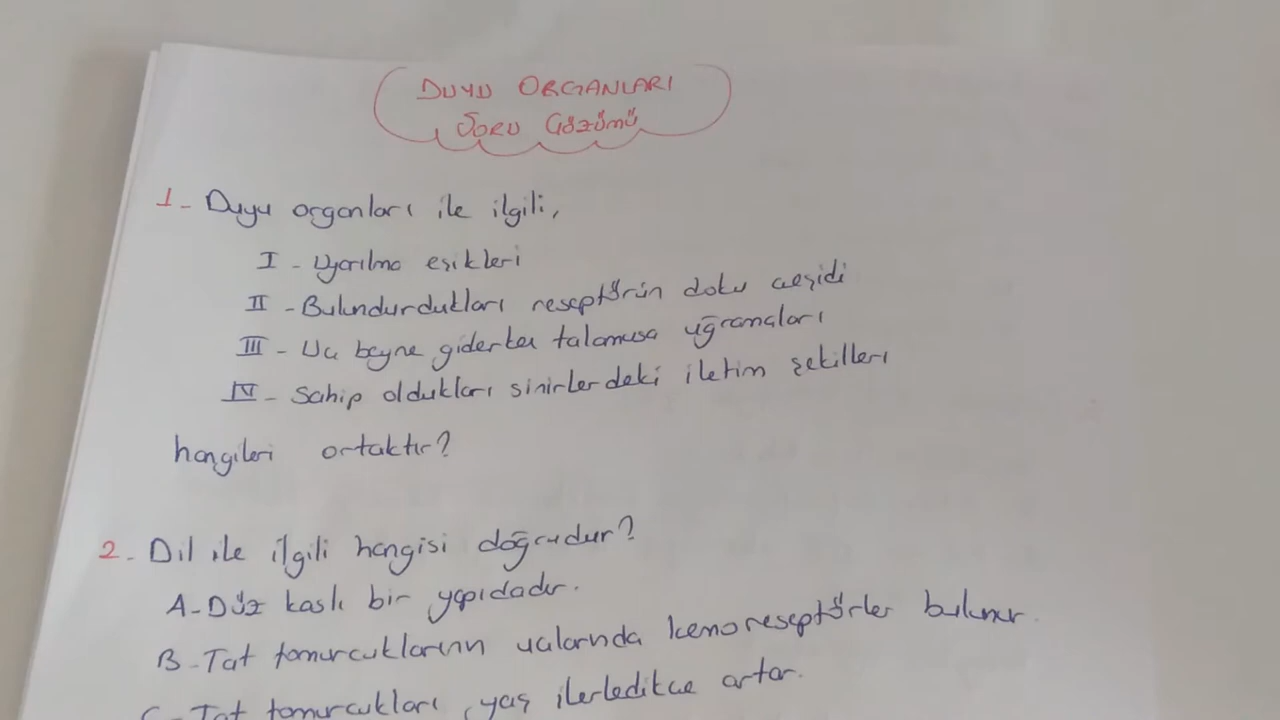 DUYU ORGANLARI
SORU ÇÖZÜMÜ
1- Duyu organları ile ilgili,
I - Uyarılma eşikleri
II - Bulundurdukları reseptörün doku çeşidi
III - Uç beyne giderken talamusa uğramaları
IV - Sahip oldukları sinirlerdeki iletim şekilleri
hangileri ortaktır?
2- Dil ile ilgili hangisi doğrudur?
A- Düz kaslı bir yapıdadır.
B- Tat tomurcuklarının uçlarında kemoreseptörler bulunur.
C- Tat tomurcukları, yaş ilerledikçe artar.